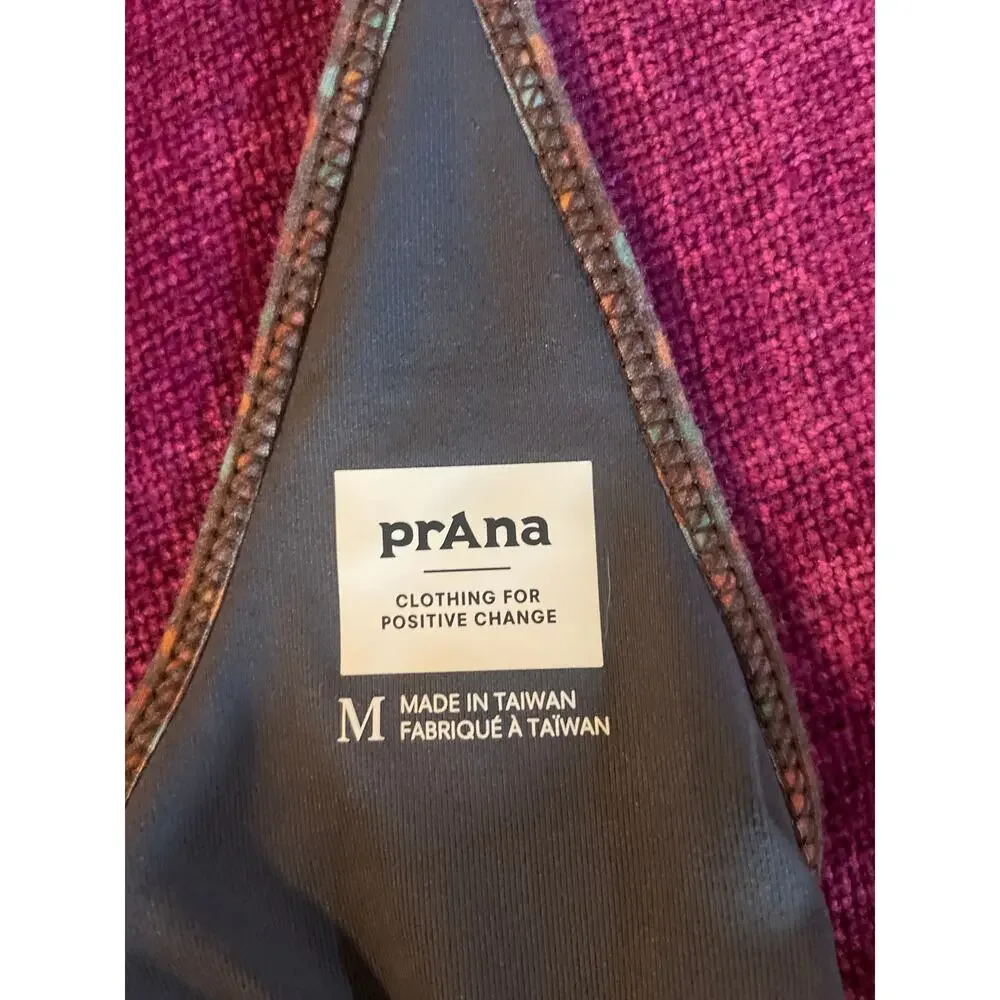 prAna
CLOTHING FOR
POSITIVE CHANGE
M MADE IN TAIWAN
FABRIQUÉ À TAÏWAN